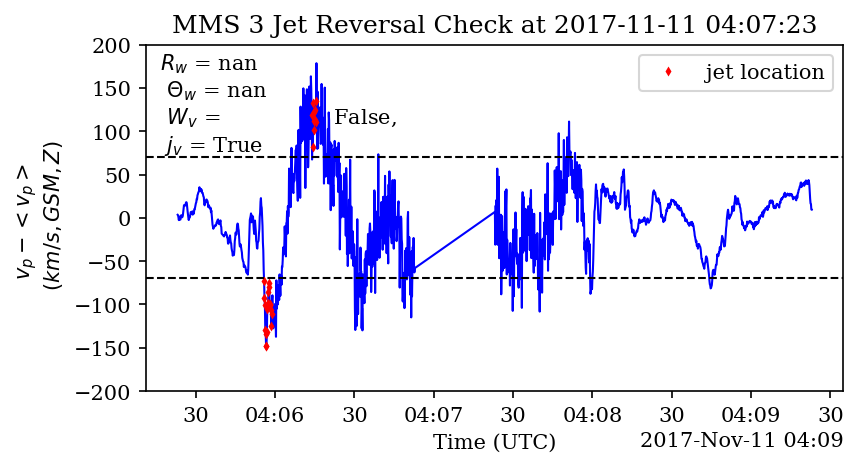 MMS 3 Jet Reversal Check at 2017-11-11 04:07:23
R_w = nan
Θ_w = nan
W_v = False,
j_v = True
jet location
v_p − <v_p>
(km/s, GSM, Z)
200
150
100
50
0
−50
−100
−150
−200
30 04:06 30 04:07 30 04:08 30 04:09 30
Time (UTC)
2017-Nov-11 04:09